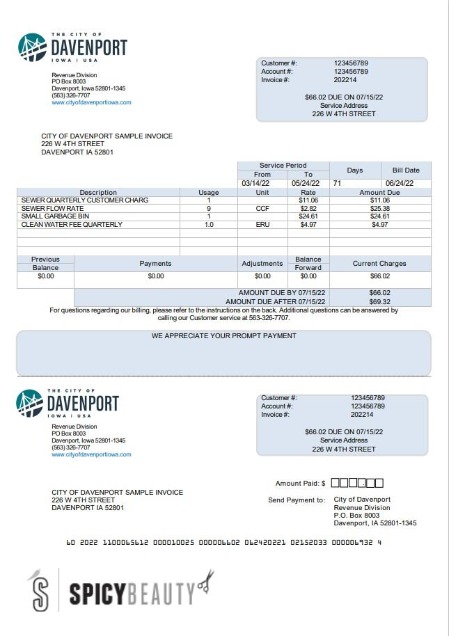 THE CITY OF
DAVENPORT
IOWA | USA
Revenue Division
PO Box 8003
Davenport, Iowa 52801-1345
(563)326-7707
www.cityofdavenportiowa.com
Customer #: 123456789
Account #: 123456789
Invoice #: 202214
$66.02 DUE ON 07/15/22
Service Address
226 W 4TH STREET
CITY OF DAVENPORT SAMPLE INVOICE
226 W 4TH STREET
DAVENPORT IA 52801
Service Period Days Bill Date
From To
03/14/22 05/24/22 71 06/24/22
Description Usage Unit Rate Amount Due
SEWER QUARTERLY CUSTOMER CHARG 1 $11.06 $11.06
SEWER FLOW RATE 9 CCF $2.82 $25.38
SMALL GARBAGE BIN 1 $24.61 $24.61
CLEAN WATER FEE QUARTERLY 1.0 ERU $4.97 $4.97
Previous Balance Payments Adjustments Balance Forward Current Charges
$0.00 $0.00 $0.00 $0.00 $66.02
AMOUNT DUE BY 07/15/22 $66.02
AMOUNT DUE AFTER 07/15/22 $69.32
For questions regarding our billing, please refer to the instructions on the back. Additional questions can be answered by
calling our Customer service at 563-326-7707.
WE APPRECIATE YOUR PROMPT PAYMENT
THE CITY OF
DAVENPORT
IOWA | USA
Revenue Division
PO Box 8003
Davenport, Iowa 52801-1345
(563)326-7707
www.cityofdavenportiowa.com
Customer #: 123456789
Account #: 123456789
Invoice #: 202214
$66.02 DUE ON 07/15/22
Service Address
226 W 4TH STREET
Amount Paid: $
CITY OF DAVENPORT SAMPLE INVOICE
226 W 4TH STREET
DAVENPORT IA 52801
Send Payment to: City of Davenport
Revenue Division
P.O. Box 8003
Davenport, IA 52801-1345
60 2022 1100065612 000010025 000006602 062420221 02152033 000006932 4
SPICYBEAUTY